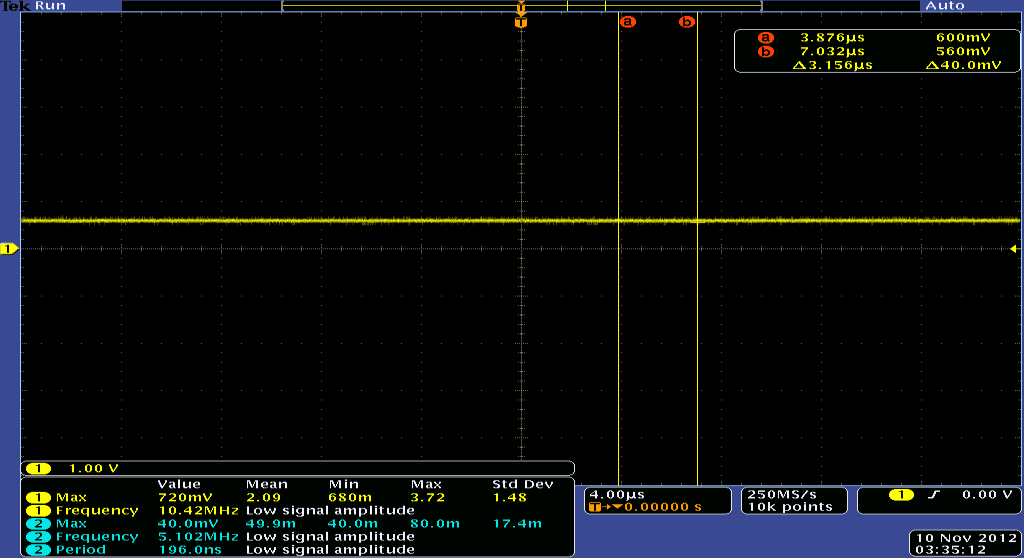 Tek Run Auto
T
T a b
a 3.876µs 600mV
b 7.032µs 560mV
Δ3.156µs Δ40.0mV
1
1 1.00 V
Value Mean Min Max Std Dev
1 Max 720mV 2.09 680m 3.72 1.48
1 Frequency 10.42MHz Low signal amplitude
2 Max 40.0mV 49.9m 40.0m 80.0m 17.4m
2 Frequency 5.102MHz Low signal amplitude
2 Period 196.0ns Low signal amplitude
4.00µs
T→▼0.00000 s
250MS/s
10k points
1 0.00 V
10 Nov 2012
03:35:12